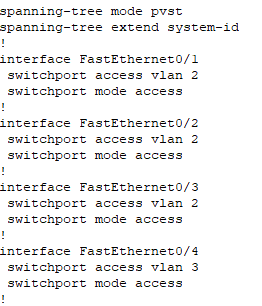 spanning-tree mode pvst
spanning-tree extend system-id
!
interface FastEthernet0/1
 switchport access vlan 2
 switchport mode access
!
interface FastEthernet0/2
 switchport access vlan 2
 switchport mode access
!
interface FastEthernet0/3
 switchport access vlan 2
 switchport mode access
!
interface FastEthernet0/4
 switchport access vlan 3
 switchport mode access
!